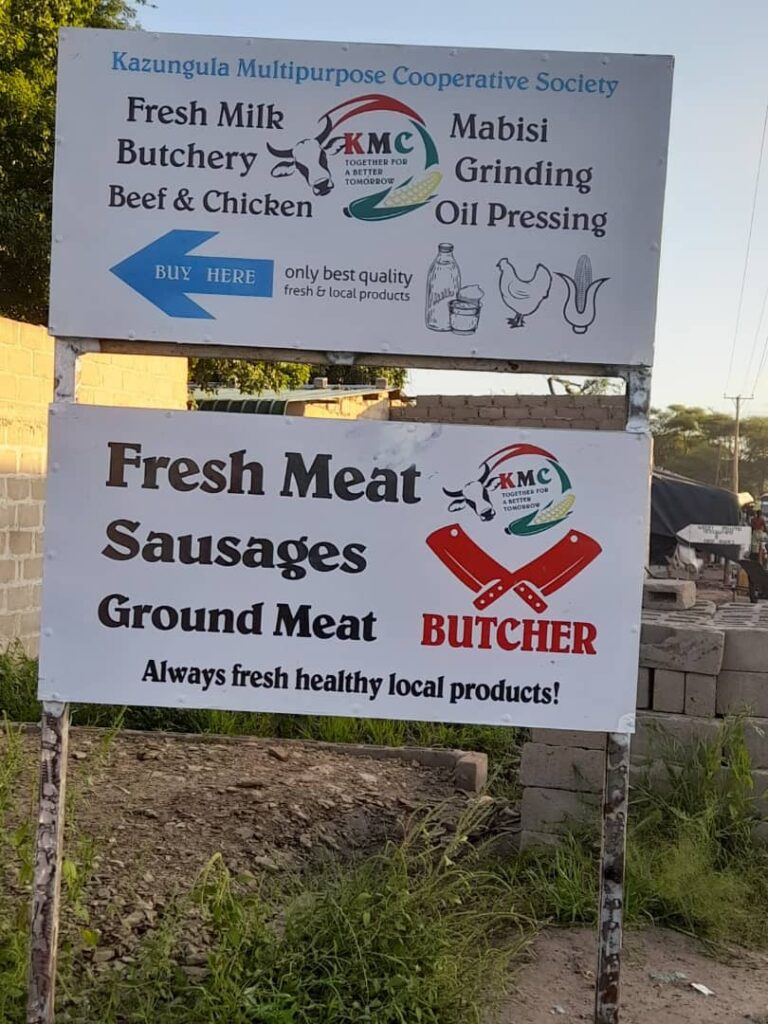 Kazungula Multipurpose Cooperative Society
Fresh Milk
Butchery
Beef & Chicken
KMC
TOGETHER FOR
A BETTER
TOMORROW
Mabisi
Grinding
Oil Pressing
BUY HERE
only best quality
fresh & local products
Fresh Meat
Sausages
Ground Meat
KMC
TOGETHER FOR
A BETTER
TOMORROW
BUTCHER
Always fresh healthy local products!